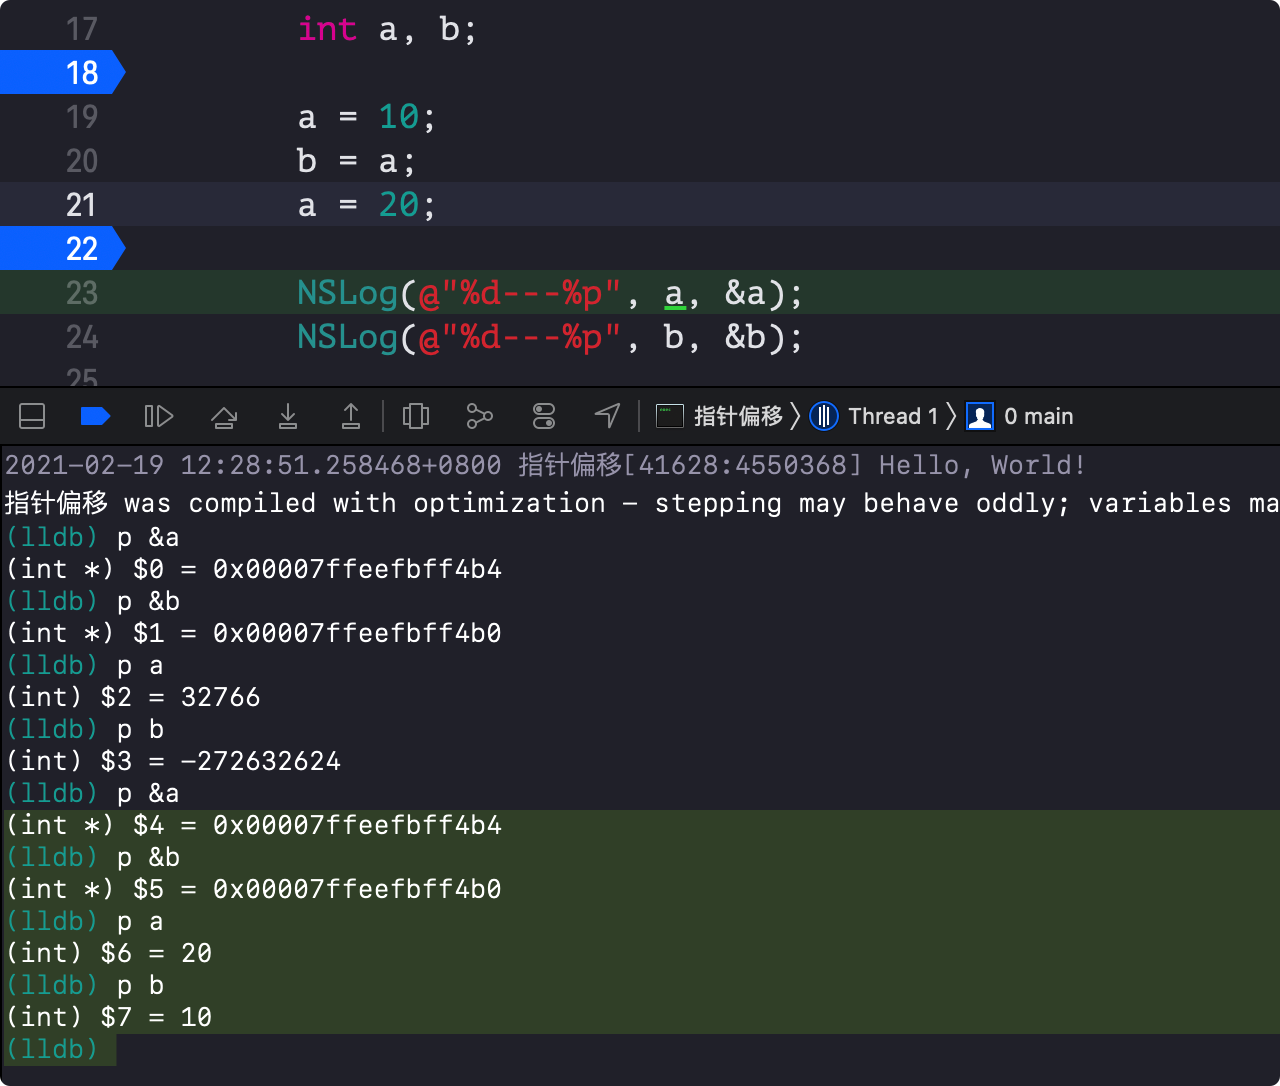 17 int a, b;
18
19 a = 10;
20 b = a;
21 a = 20;
22
23 NSLog(@"%d---%p", a, &a);
24 NSLog(@"%d---%p", b, &b);
25
指针偏移 Thread 1 0 main
2021-02-19 12:28:51.258468+0800 指针偏移[41628:4550368] Hello, World!
指针偏移 was compiled with optimization - stepping may behave oddly; variables ma
(lldb) p &a
(int *) $0 = 0x00007ffeefbff4b4
(lldb) p &b
(int *) $1 = 0x00007ffeefbff4b0
(lldb) p a
(int) $2 = 32766
(lldb) p b
(int) $3 = -272632624
(lldb) p &a
(int *) $4 = 0x00007ffeefbff4b4
(lldb) p &b
(int *) $5 = 0x00007ffeefbff4b0
(lldb) p a
(int) $6 = 20
(lldb) p b
(int) $7 = 10
(lldb)